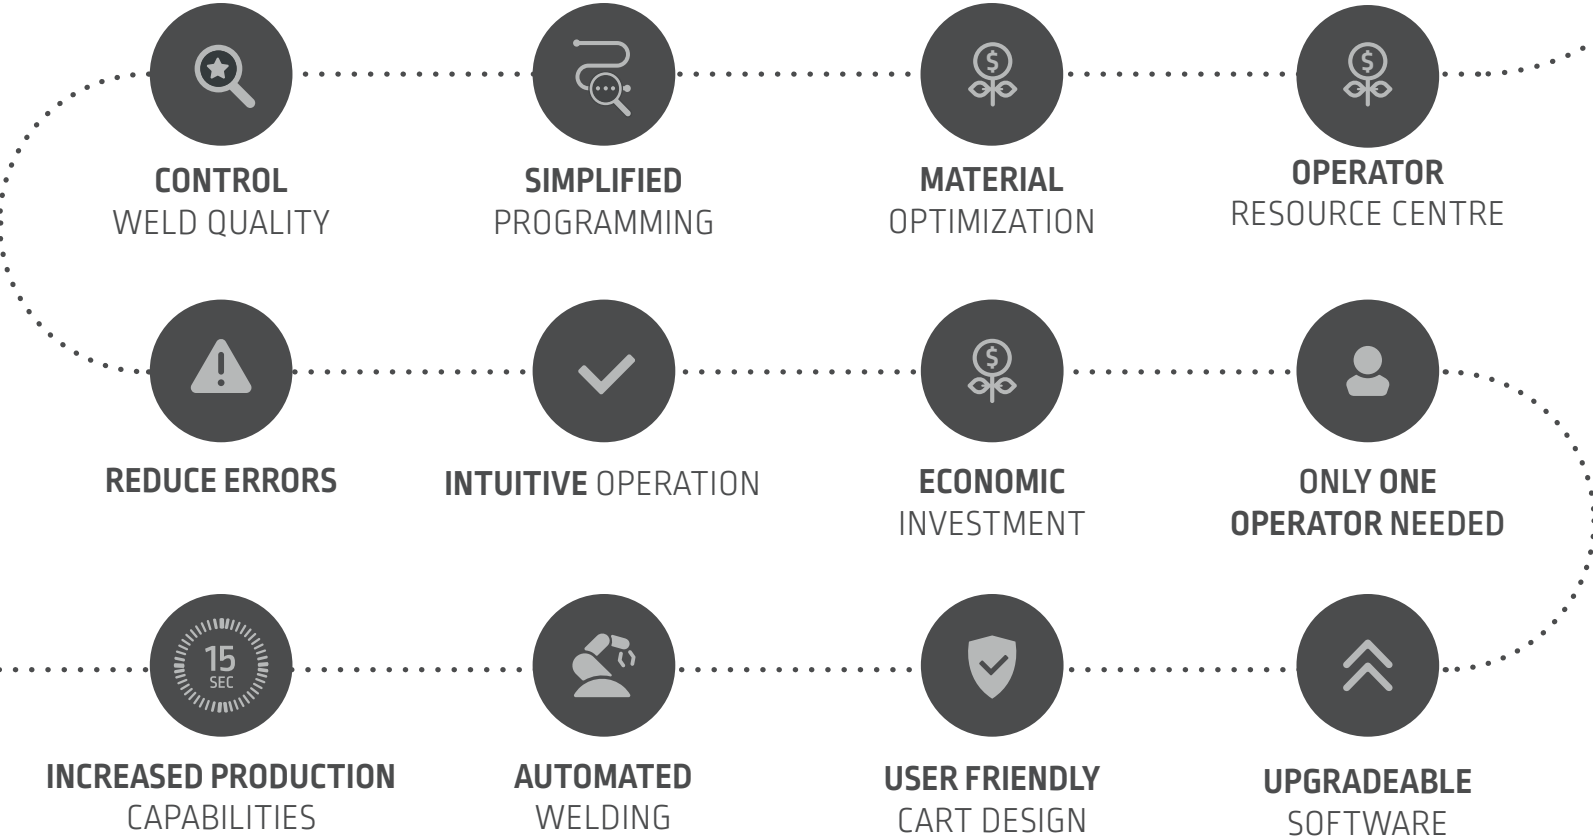 CONTROL
WELD QUALITY
SIMPLIFIED
PROGRAMMING
$
MATERIAL
OPTIMIZATION
$
OPERATOR
RESOURCE CENTRE
REDUCE ERRORS
INTUITIVE OPERATION
$
ECONOMIC
INVESTMENT
ONLY ONE
OPERATOR NEEDED
15
SEC
INCREASED PRODUCTION
CAPABILITIES
AUTOMATED
WELDING
USER FRIENDLY
CART DESIGN
UPGRADEABLE
SOFTWARE